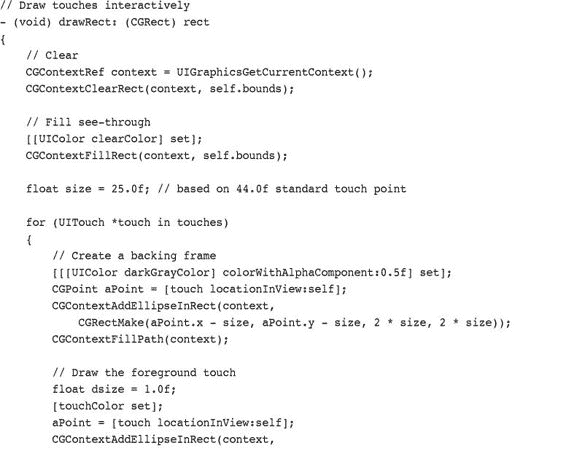 // Draw touches interactively
- (void) drawRect: (CGRect) rect
{
// Clear
CGContextRef context = UIGraphicsGetCurrentContext();
CGContextClearRect(context, self.bounds);
// Fill see-through
[[UIColor clearColor] set];
CGContextFillRect(context, self.bounds);
float size = 25.0f; // based on 44.0f standard touch point
for (UITouch *touch in touches)
{
// Create a backing frame
[[[UIColor darkGrayColor] colorWithAlphaComponent:0.5f] set];
CGPoint aPoint = [touch locationInView:self];
CGContextAddEllipseInRect(context,
CGRectMake(aPoint.x - size, aPoint.y - size, 2 * size, 2 * size));
CGContextFillPath(context);
// Draw the foreground touch
float dsize = 1.0f;
[touchColor set];
aPoint = [touch locationInView:self];
CGContextAddEllipseInRect(context,